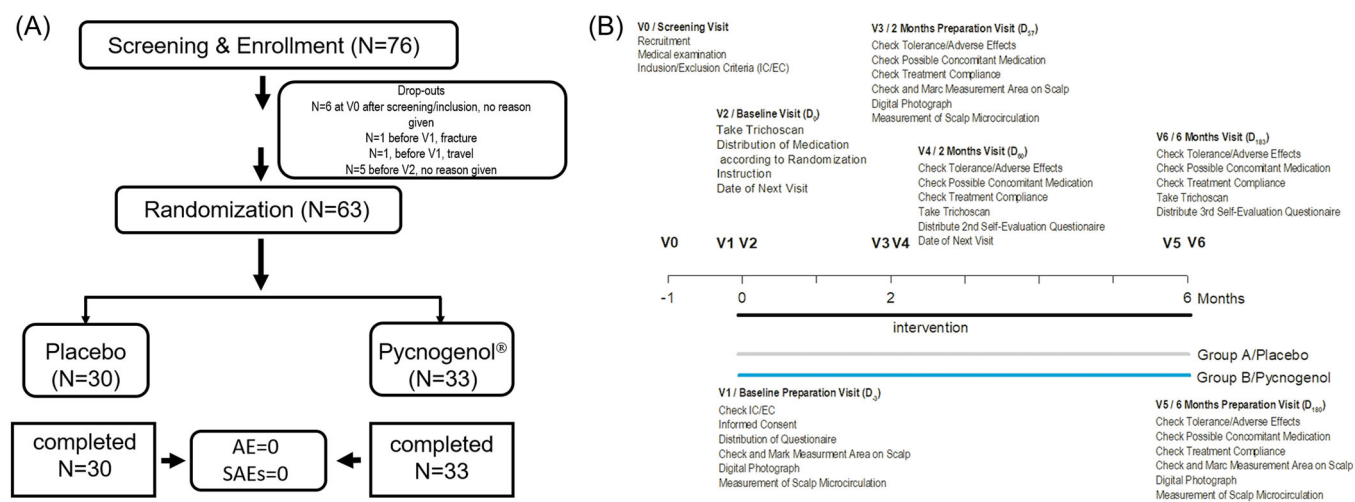 (A)
Screening & Enrollment (N=76)
Drop-outs
N=6 at V0 after screening/inclusion, no reason
given
N=1 before V1, fracture
N=1, before V1, travel
N=5 before V2, no reason given
Randomization (N=63)
Placebo
(N=30)
Pycnogenol®
(N=33)
completed
N=30
AE=0
SAEs=0
completed
N=33
(B)
V0 / Screening Visit
Recruitment
Medical examination
Inclusion/Exclusion Criteria (IC/EC)
V2 / Baseline Visit (D0)
Take Trichoscan
Distribution of Medication
according to Randomization
Instruction
Date of Next Visit
V3 / 2 Months Preparation Visit (D57)
Check Tolerance/Adverse Effects
Check Possible Concomitant Medication
Check Treatment Compliance
Check and Marc Measurement Area on Scalp
Digital Photograph
Measurement of Scalp Microcirculation
V4 / 2 Months Visit (D60)
Check Tolerance/Adverse Effects
Check Possible Concomitant Medication
Check Treatment Compliance
Take Trichoscan
Distribute 2nd Self-Evaluation Questionaire
Date of Next Visit
V6 / 6 Months Visit (D183)
Check Tolerance/Adverse Effects
Check Possible Concomitant Medication
Check Treatment Compliance
Take Trichoscan
Distribute 3rd Self-Evaluation Questionaire
V0 V1 V2 V3 V4 V5 V6
-1 0 2 6 Months
intervention
Group A/Placebo
Group B/Pycnogenol
V1 / Baseline Preparation Visit (D-3)
Check IC/EC
Informed Consent
Distribution of Questionaire
Check and Mark Measurment Area on Scalp
Digital Photograph
Measurement of Scalp Microcirculation
V5 / 6 Months Preparation Visit (D180)
Check Tolerance/Adverse Effects
Check Possible Concomitant Medication
Check Treatment Compliance
Check and Marc Measurement Area on Scalp
Digital Photograph
Measurement of Scalp Microcirculation